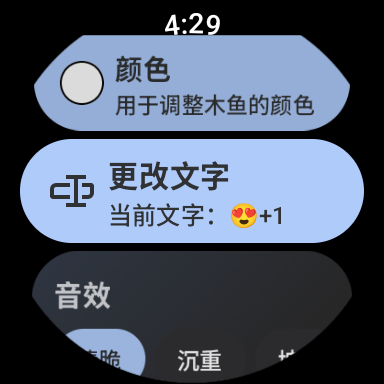 4:29
颜色
用于调整木鱼的颜色
更改文字
当前文字：😍+1
音效
脆
沉重